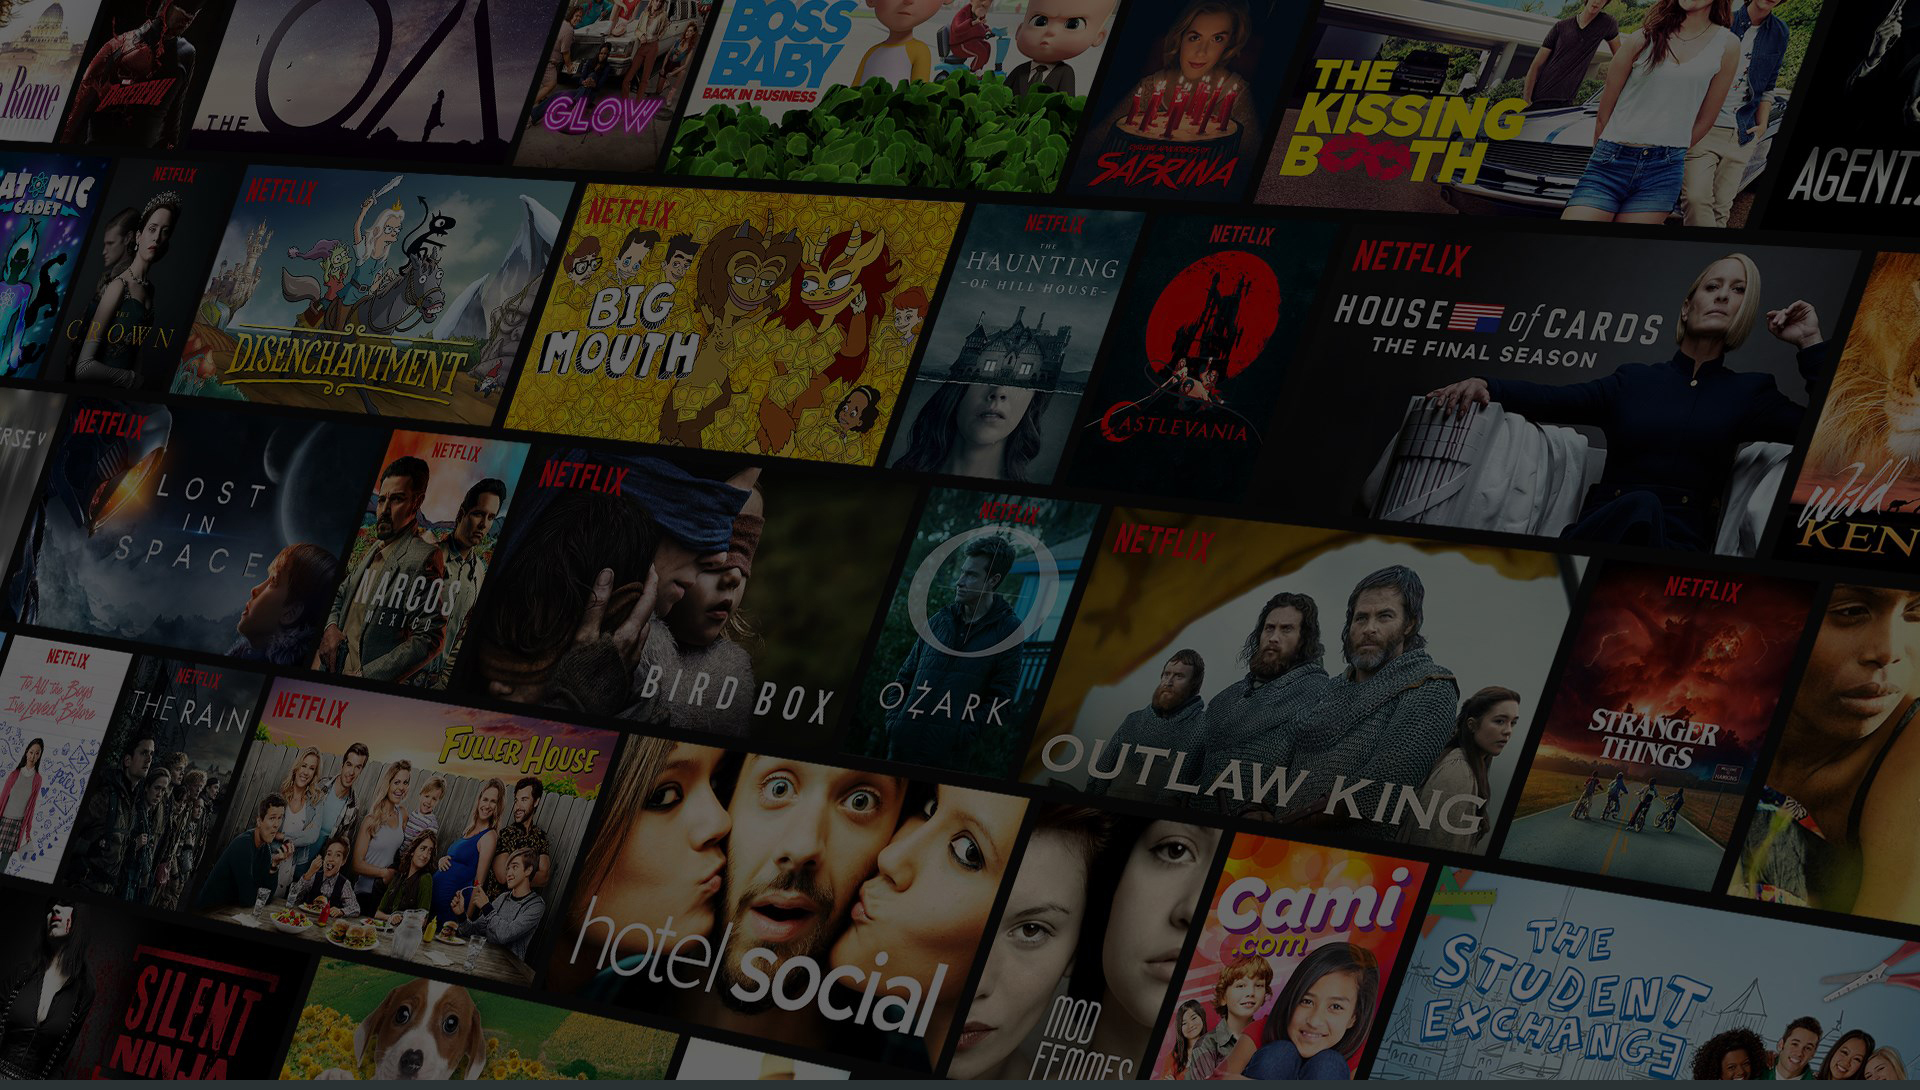 Rome
DAREDEVIL
THE
OA
GLOW
BOSS
BABY
BACK IN BUSINESS
SABRINA
THE
KISSING
BOOTH
AGENT
ATOMIC
CADET
NETFLIX
THE
CROWN
NETFLIX
DISENCHANTMENT
NETFLIX
BIG
MOUTH
NETFLIX
THE
HAUNTING
-OF HILL HOUSE-
NETFLIX
CASTLEVANIA
NETFLIX
HOUSE of CARDS
THE FINAL SEASON
Wild
KEN
ERSEY
NETFLIX
LOST
IN
SPACE
NETFLIX
NARCOS
MEXICO
NETFLIX
BIRD BOX
NETFLIX
OZARK
NETFLIX
OUTLAW KING
NETFLIX
STRANGER
THINGS
NETFLIX
To All the Boys
I've Loved Before
NETFLIX
THE RAIN
NETFLIX
FULLER HOUSE
hotel social
MOD
FEMMES
Cami
.com
THE
STUDENT
EXCHANGE
SILENT
NINJA